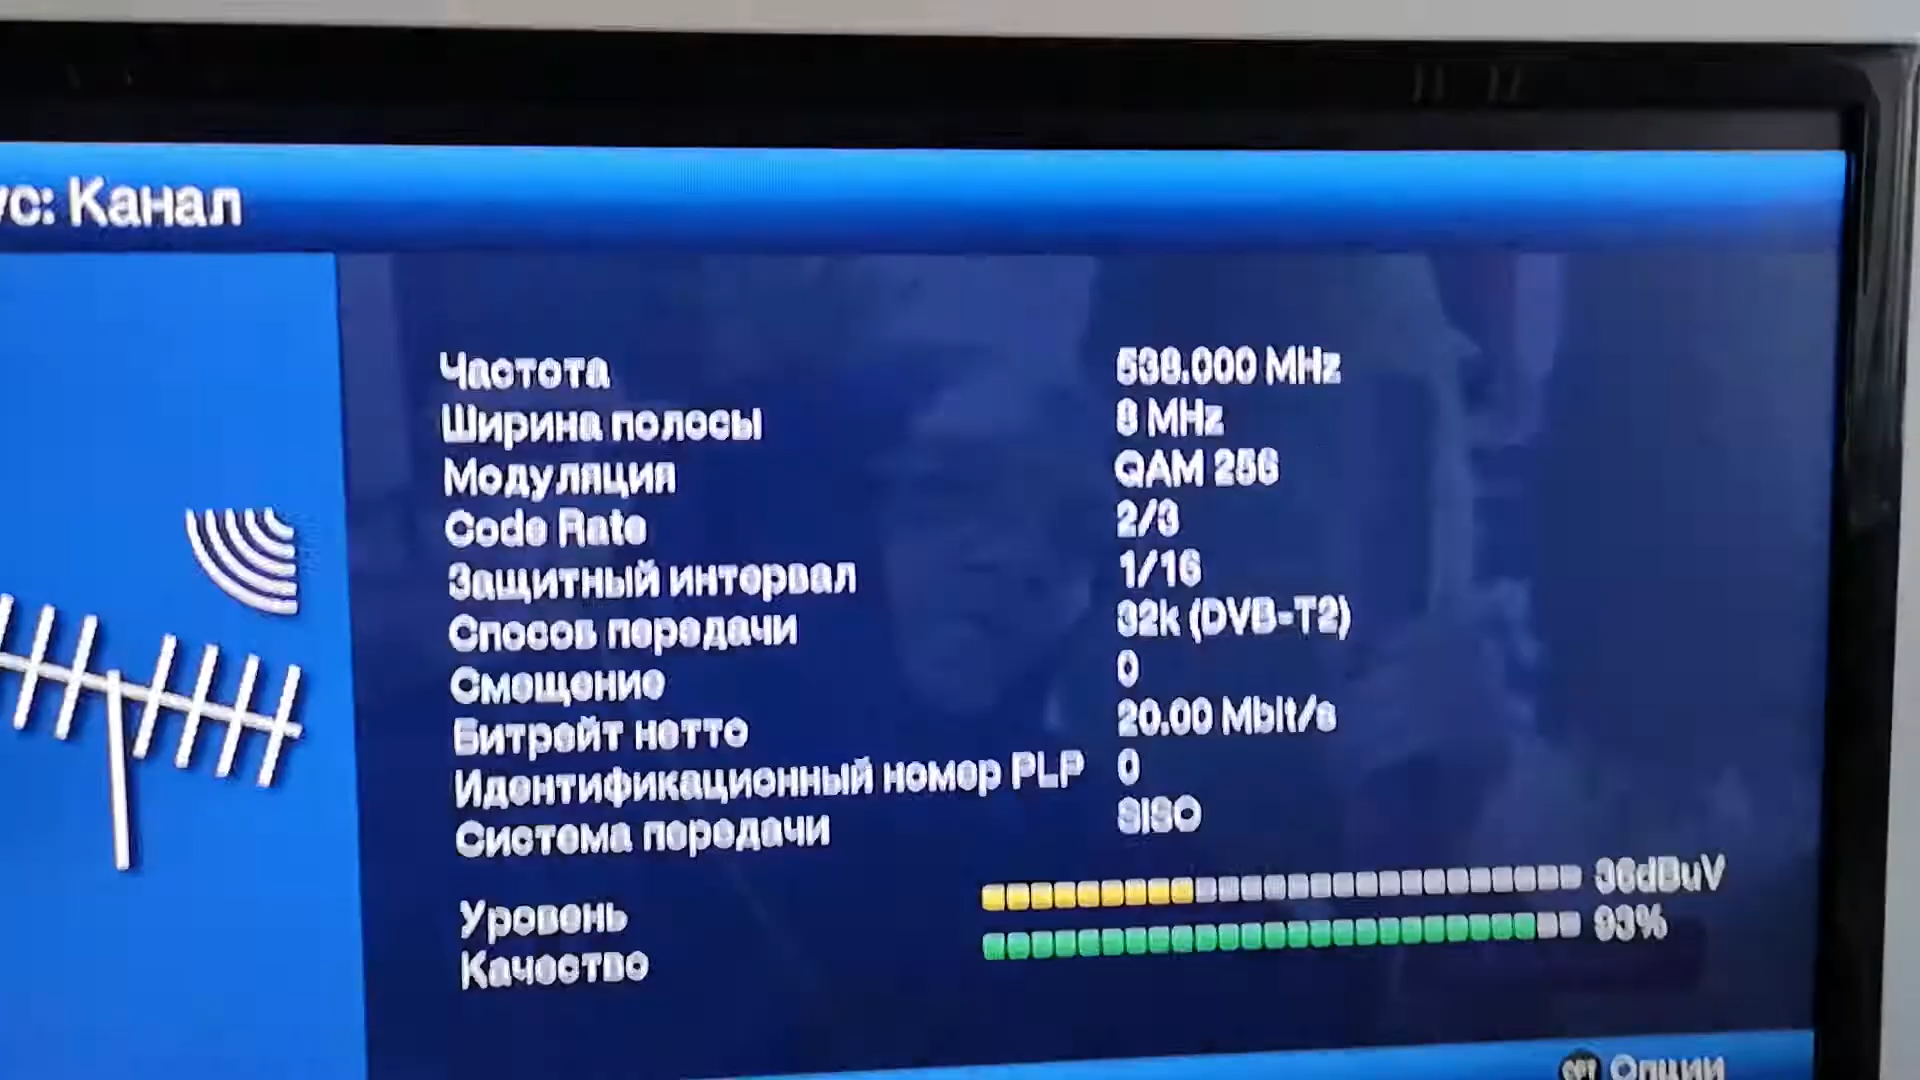 ус: Канал
Частота 538.000 MHz
Ширина полосы 8 MHz
Модуляция QAM 256
Code Rate 2/3
Защитный интервал 1/16
Способ передачи 32k (DVB-T2)
Смещение 0
Битрейт нетто 20.00 Mbit/s
Идентификационный номер PLP 0
Система передачи SISO
Уровень 36dBuV
Качество 93%
OPT Опции